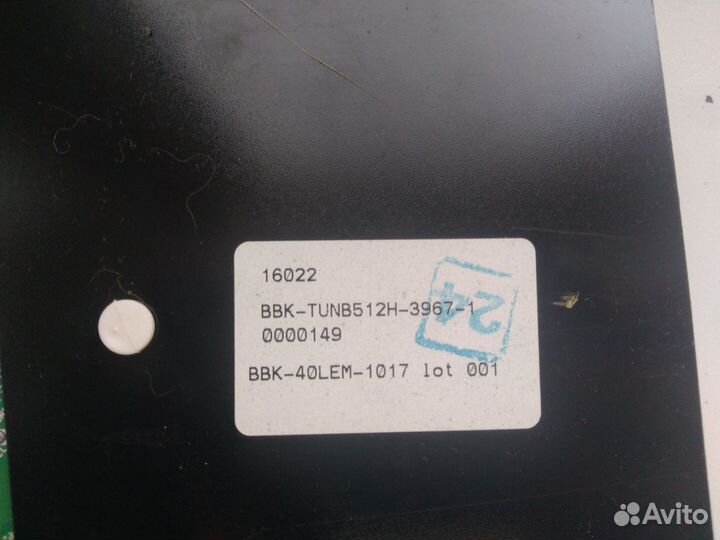 16022
BBK-TUNB512H-3967-1
0000149
24
BBK-40LEM-1017 lot 001
Avito